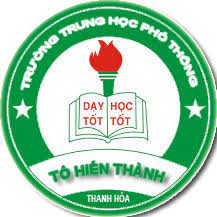 TRƯỜNG TRUNG HỌC PHỔ THÔNG
DẠY HỌC
TỐT TỐT
TÔ HIẾN THÀNH
THANH HÓA